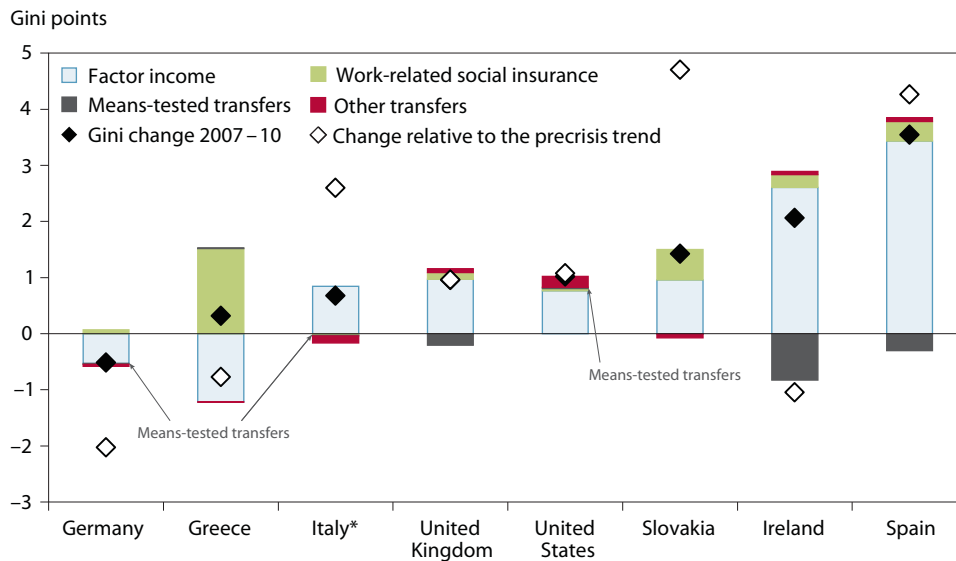 Gini points
5
4
3
2
1
0
–1
–2
–3
Factor income
Work-related social insurance
Means-tested transfers
Other transfers
Gini change 2007 – 10
Change relative to the precrisis trend
Means-tested transfers
Means-tested transfers
Germany
Greece
Italy*
United
Kingdom
United
States
Slovakia
Ireland
Spain